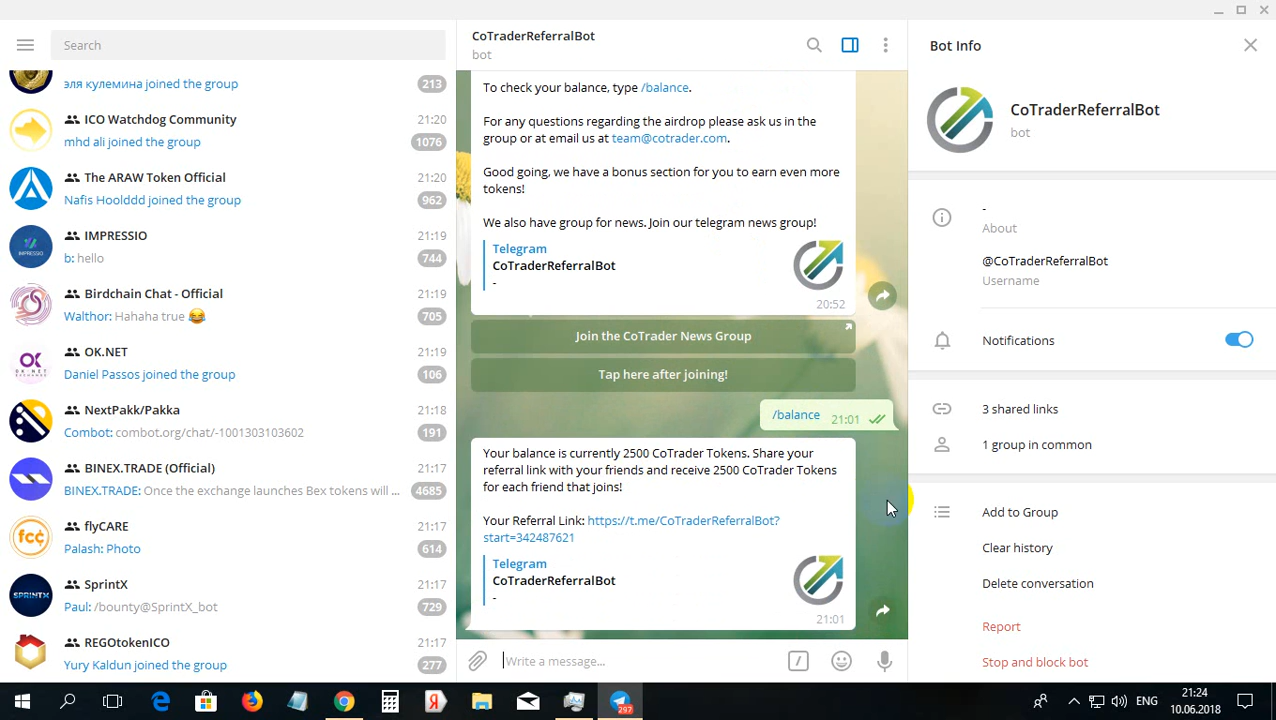 Search
эля кулемина joined the group
213
ICO Watchdog Community
21:20
mhd ali joined the group
1076
The ARAW Token Official
21:20
Nafis Hoolddd joined the group
962
IMPRESSIO
21:19
b: hello
744
IMPRESSIO
Birdchain Chat - Official
21:19
Walthor: Hahaha true 😂
705
OK.NET
21:19
Daniel Passos joined the group
106
NextPakk/Pakka
21:18
Combot: combot.org/chat/-1001303103602
191
BINEX.TRADE (Official)
21:17
BINEX.TRADE: Once the exchange launches Bex tokens will ...
4685
flyCARE
21:17
Palash: Photo
614
fcc
SprintX
21:17
Paul: /bounty@SprintX_bot
729
SPRINTX
REGOtokenICO
21:17
Yury Kaldun joined the group
277
CoTraderReferralBot
bot
To check your balance, type /balance.
For any questions regarding the airdrop please ask us in the
group or at email us at team@cotrader.com.
Good going, we have a bonus section for you to earn even more
tokens!
We also have group for news. Join our telegram news group!
Telegram
CoTraderReferralBot
-
20:52
Join the CoTrader News Group
Tap here after joining!
/balance
21:01
Your balance is currently 2500 CoTrader Tokens. Share your
referral link with your friends and receive 2500 CoTrader Tokens
for each friend that joins!
Your Referral Link: https://t.me/CoTraderReferralBot?
start=342487621
Telegram
CoTraderReferralBot
-
21:01
Write a message...
Bot Info
CoTraderReferralBot
bot
-
About
@CoTraderReferralBot
Username
Notifications
3 shared links
1 group in common
Add to Group
Clear history
Delete conversation
Report
Stop and block bot
297
ENG
21:24
10.06.2018